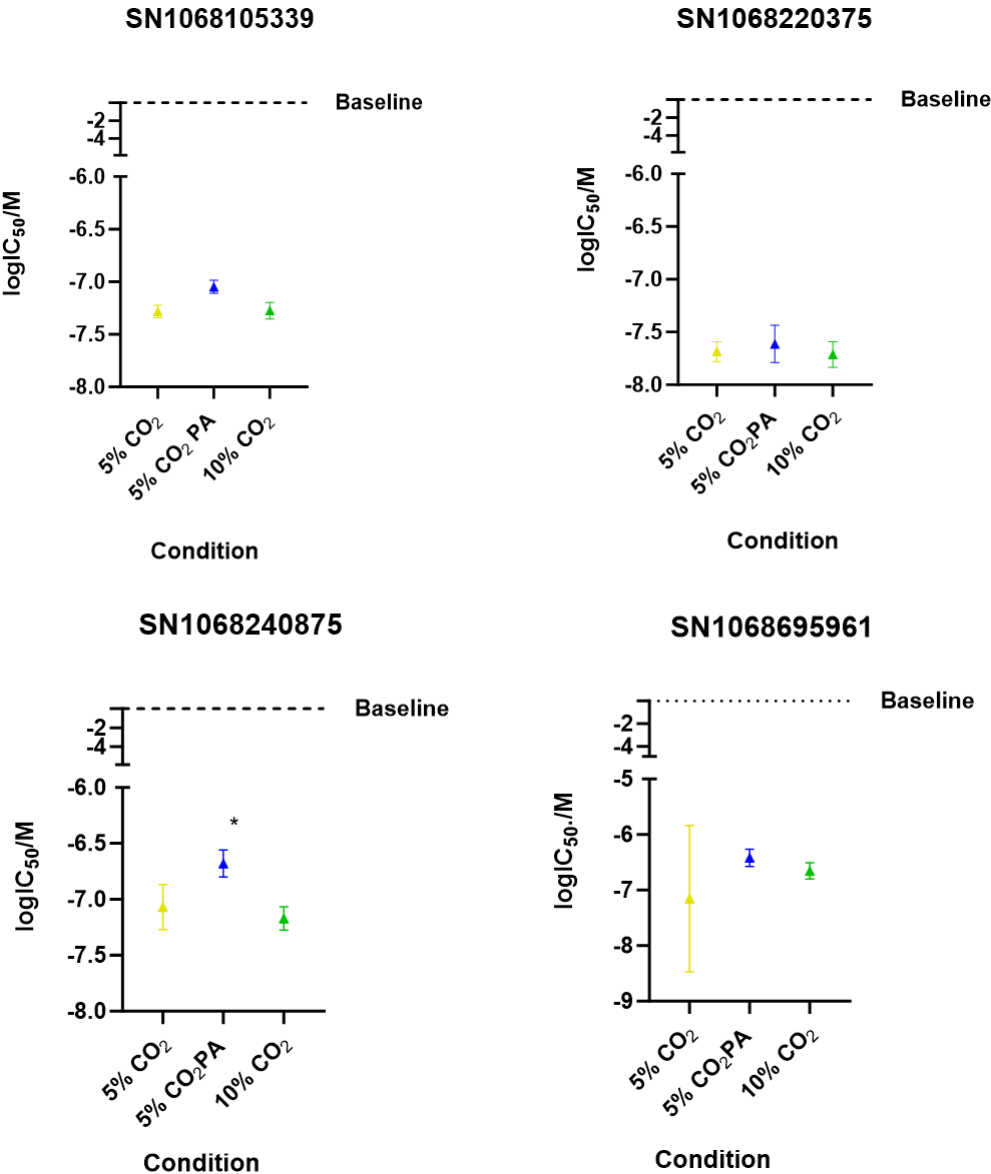 SN1068105339
Baseline
-2
-4
-6.0
-6.5
-7.0
-7.5
-8.0
logIC₅₀/M
5% CO₂
5% CO₂ PA
10% CO₂
Condition
SN1068220375
Baseline
-2
-4
-6.0
-6.5
-7.0
-7.5
-8.0
logIC₅₀/M
5% CO₂
5% CO₂PA
10% CO₂
Condition
SN1068240875
Baseline
-2
-4
-6.0
-6.5
-7.0
-7.5
-8.0
logIC₅₀/M
*
5% CO₂
5% CO₂PA
10% CO₂
Condition
SN1068695961
Baseline
-2
-4
-5
-6
-7
-8
-9
logIC₅₀./M
5% CO₂
5% CO₂PA
10% CO₂
Condition